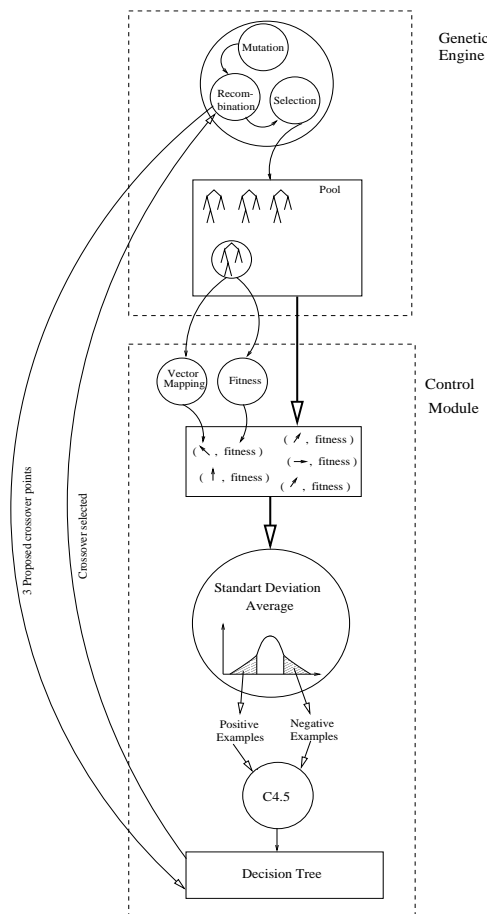 Genetic
Engine
Mutation
Recom-
bination
Selection
Pool
Vector
Mapping
Fitness
Control
Module
( , fitness )
( , fitness )
( , fitness )
( , fitness )
( , fitness )
3 Proposed crossover points
Crossover selected
Standart Deviation
Average
Positive
Examples
Negative
Examples
C4.5
Decision Tree